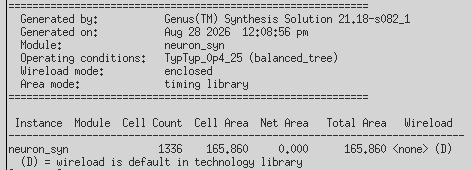 ============================================================
Generated by: Genus(TM) Synthesis Solution 21.18-s082_1
Generated on: Aug 28 2026 12:08:56 pm
Module: neuron_syn
Operating conditions: TypTyp_0p4_25 (balanced_tree)
Wireload mode: enclosed
Area mode: timing library
============================================================
Instance Module Cell Count Cell Area Net Area Total Area Wireload
--------------------------------------------------------------------------
neuron_syn 1336 165.860 0.000 165.860 <none> (D)
(D) = wireload is default in technology library